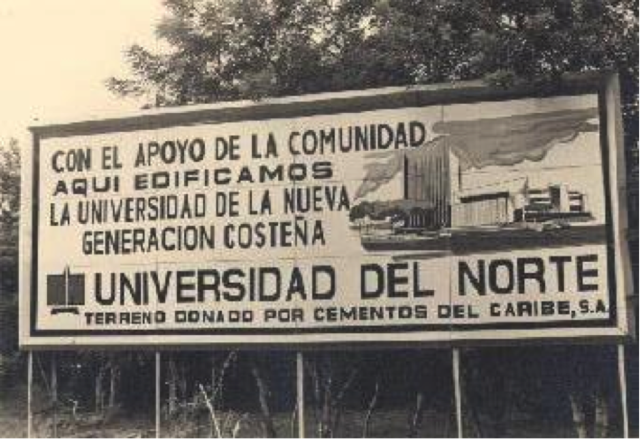 CON EL APOYO DE LA COMUNIDAD
AQUI EDIFICAMOS
LA UNIVERSIDAD DE LA NUEVA
GENERACION COSTEÑA
UNIVERSIDAD DEL NORTE
TERRENO DONADO POR CEMENTOS DEL CARIBE, S.A